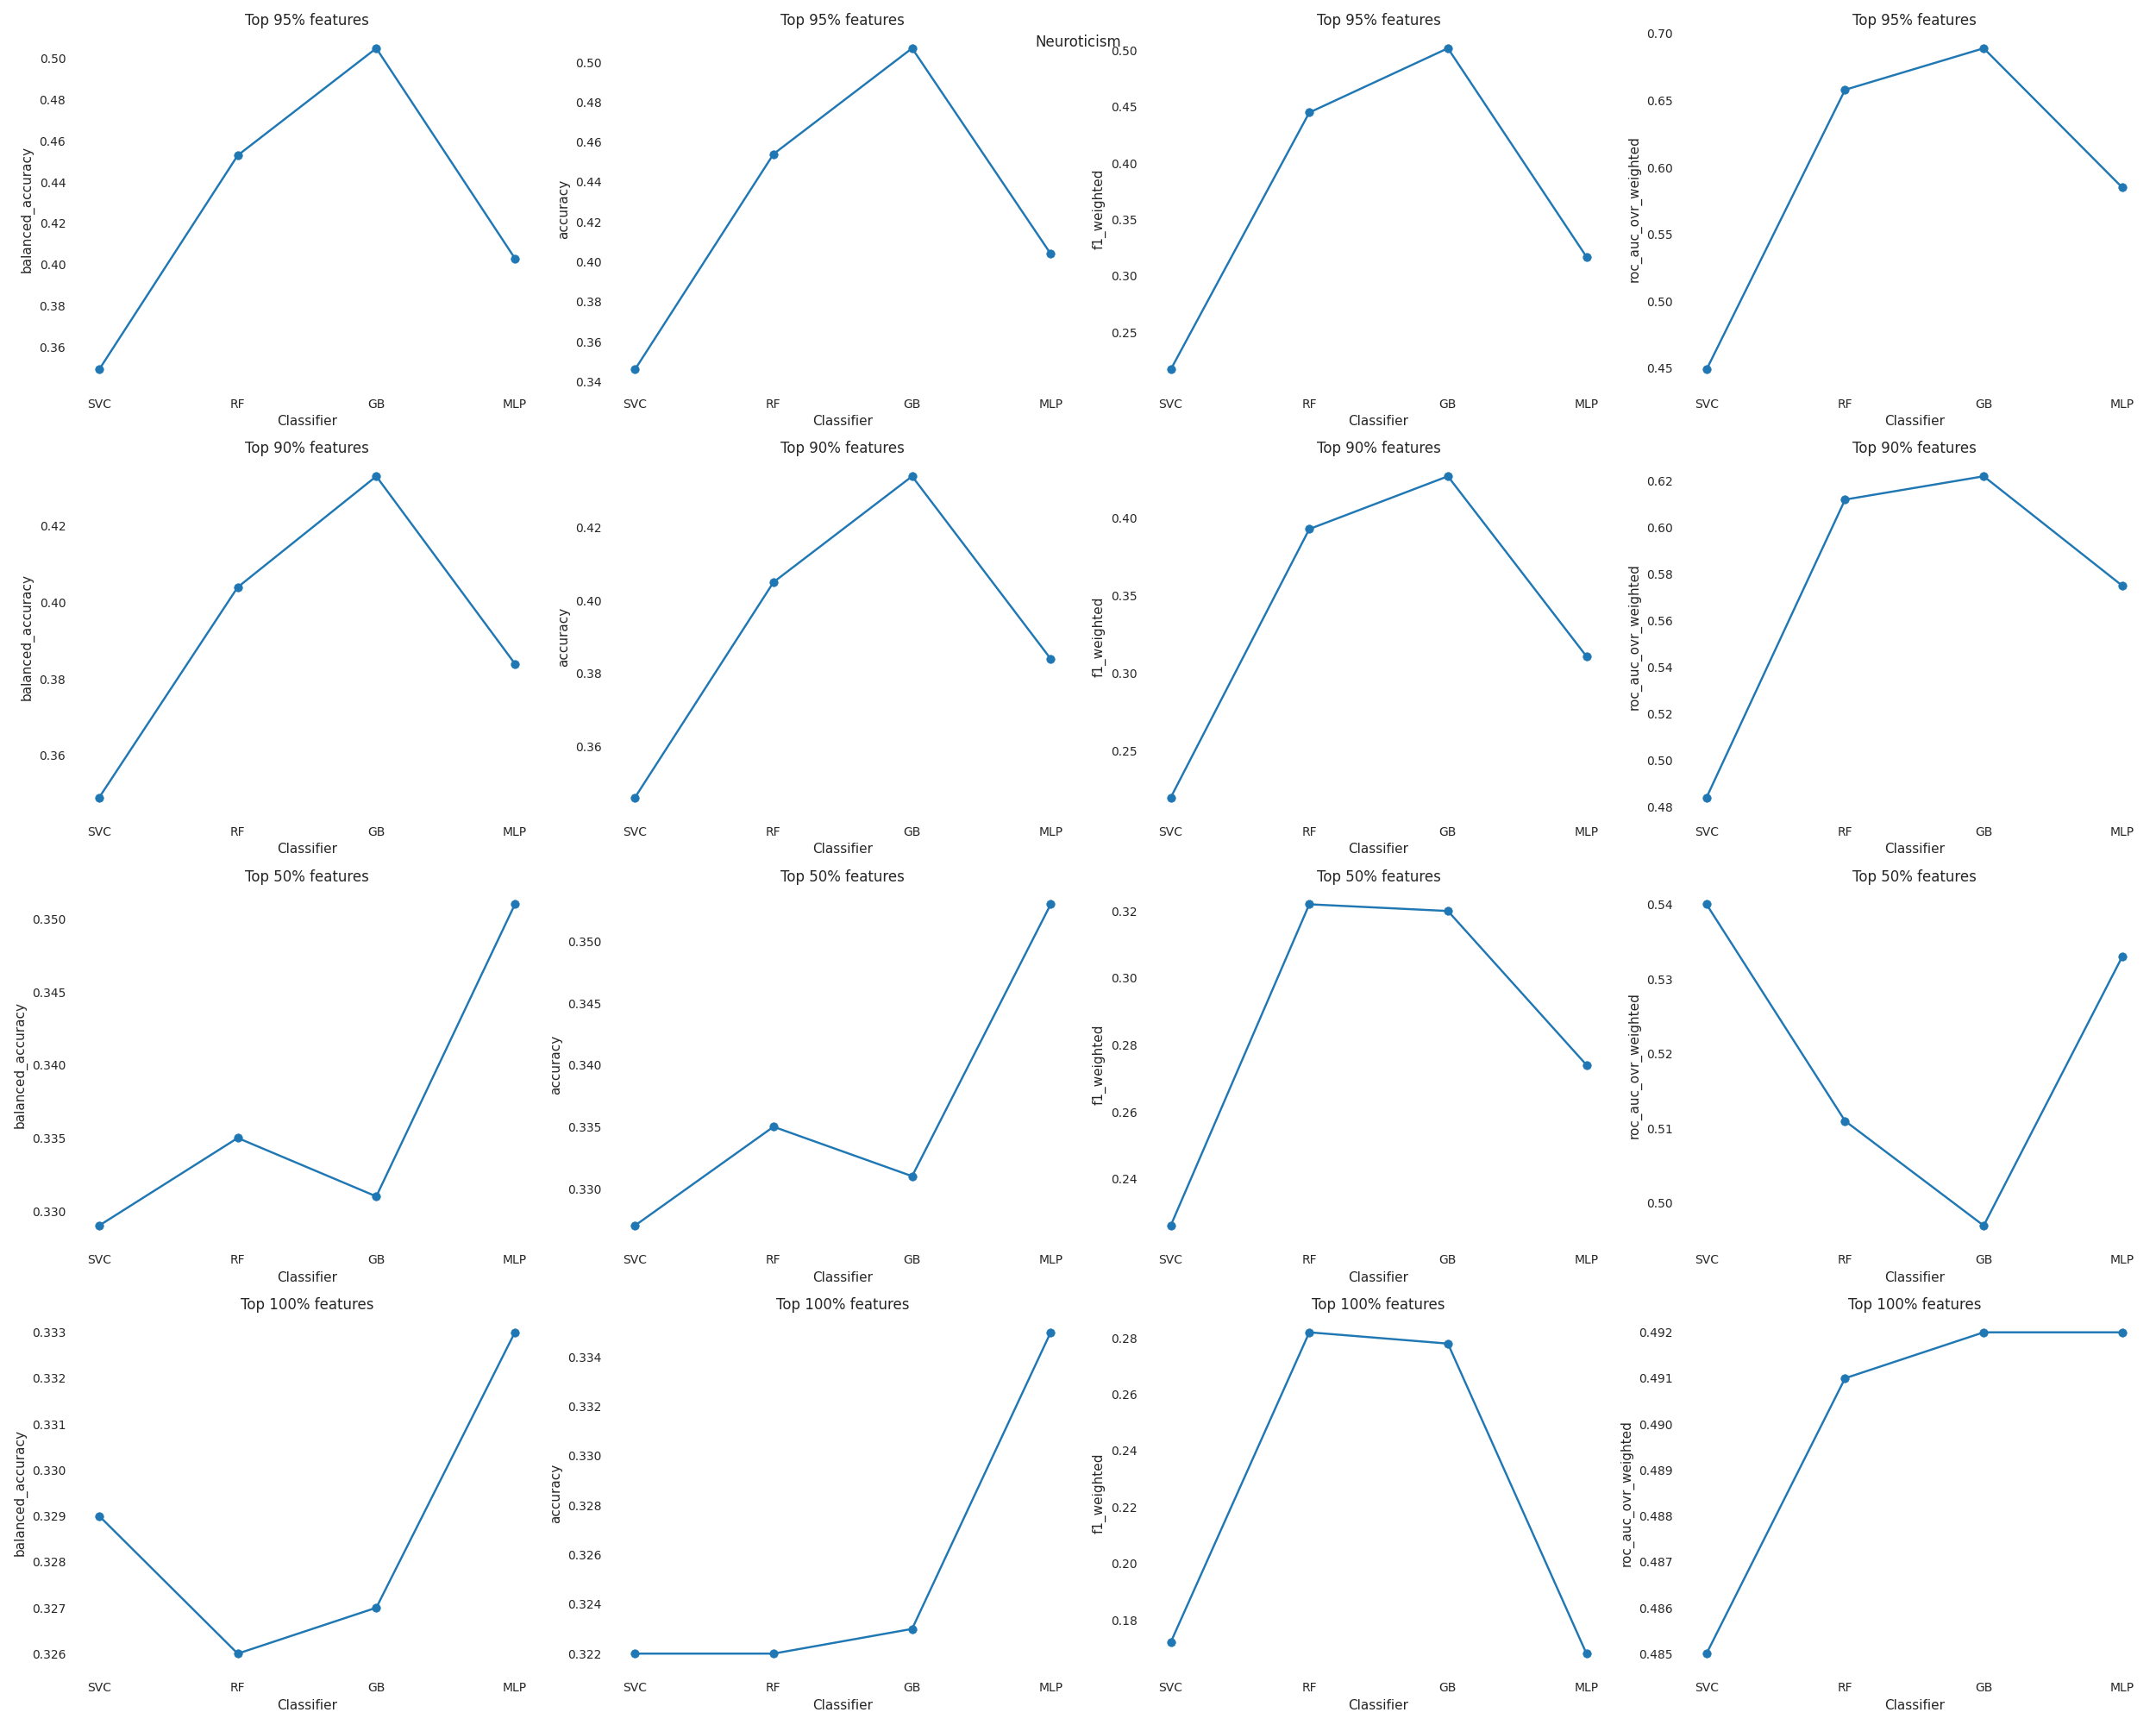 Neuroticism
Top 95% features
balanced_accuracy
0.50
0.48
0.46
0.44
0.42
0.40
0.38
0.36
SVC RF GB MLP
Classifier
Top 95% features
accuracy
0.50
0.48
0.46
0.44
0.42
0.40
0.38
0.36
0.34
SVC RF GB MLP
Classifier
Top 95% features
f1_weighted
0.50
0.45
0.40
0.35
0.30
0.25
SVC RF GB MLP
Classifier
Top 95% features
roc_auc_ovr_weighted
0.70
0.65
0.60
0.55
0.50
0.45
SVC RF GB MLP
Classifier
Top 90% features
balanced_accuracy
0.42
0.40
0.38
0.36
SVC RF GB MLP
Classifier
Top 90% features
accuracy
0.42
0.40
0.38
0.36
SVC RF GB MLP
Classifier
Top 90% features
f1_weighted
0.40
0.35
0.30
0.25
SVC RF GB MLP
Classifier
Top 90% features
roc_auc_ovr_weighted
0.62
0.60
0.58
0.56
0.54
0.52
0.50
0.48
SVC RF GB MLP
Classifier
Top 50% features
balanced_accuracy
0.350
0.345
0.340
0.335
0.330
SVC RF GB MLP
Classifier
Top 50% features
accuracy
0.350
0.345
0.340
0.335
0.330
SVC RF GB MLP
Classifier
Top 50% features
f1_weighted
0.32
0.30
0.28
0.26
0.24
SVC RF GB MLP
Classifier
Top 50% features
roc_auc_ovr_weighted
0.54
0.53
0.52
0.51
0.50
SVC RF GB MLP
Classifier
Top 100% features
balanced_accuracy
0.333
0.332
0.331
0.330
0.329
0.328
0.327
0.326
SVC RF GB MLP
Classifier
Top 100% features
accuracy
0.334
0.332
0.330
0.328
0.326
0.324
0.322
SVC RF GB MLP
Classifier
Top 100% features
f1_weighted
0.28
0.26
0.24
0.22
0.20
0.18
SVC RF GB MLP
Classifier
Top 100% features
roc_auc_ovr_weighted
0.492
0.491
0.490
0.489
0.488
0.487
0.486
0.485
SVC RF GB MLP
Classifier